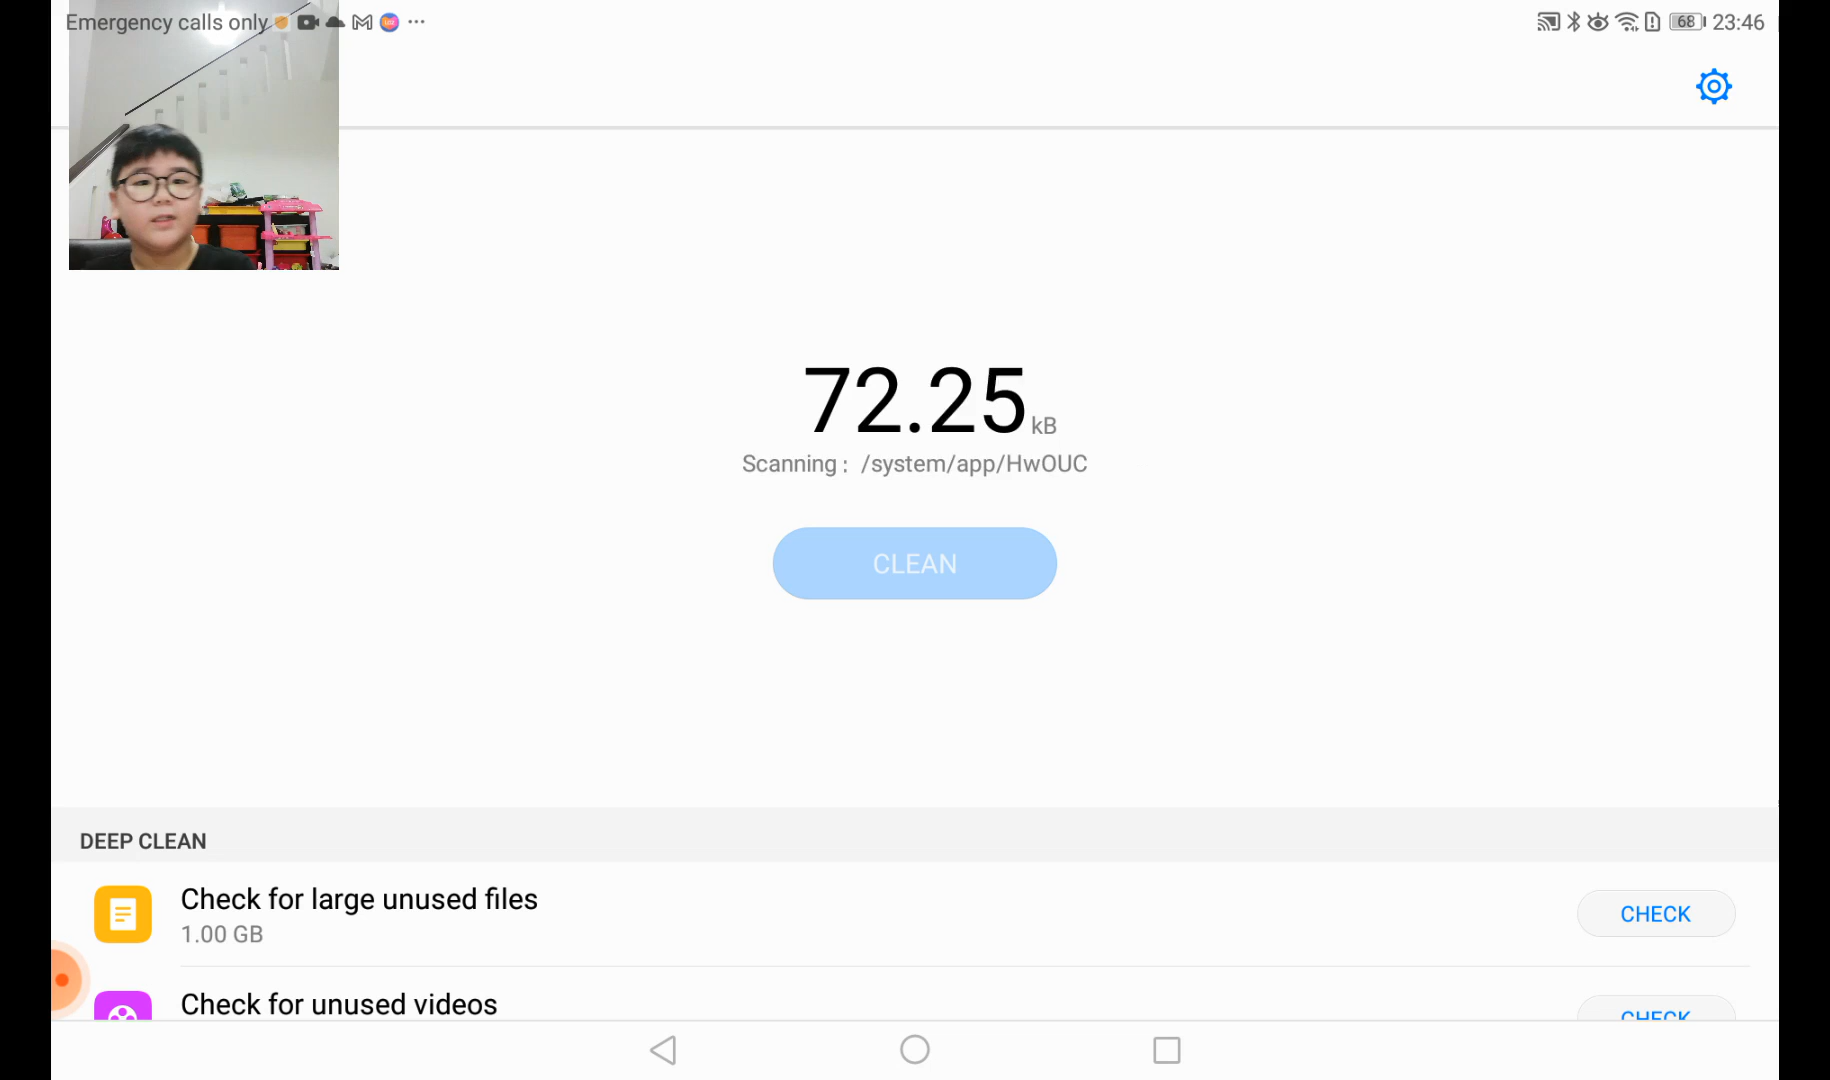 Emergency calls only
68 23:46
72.25 kB
Scanning : /system/app/HwOUC
CLEAN
DEEP CLEAN
Check for large unused files
1.00 GB
CHECK
Check for unused videos
CHECK